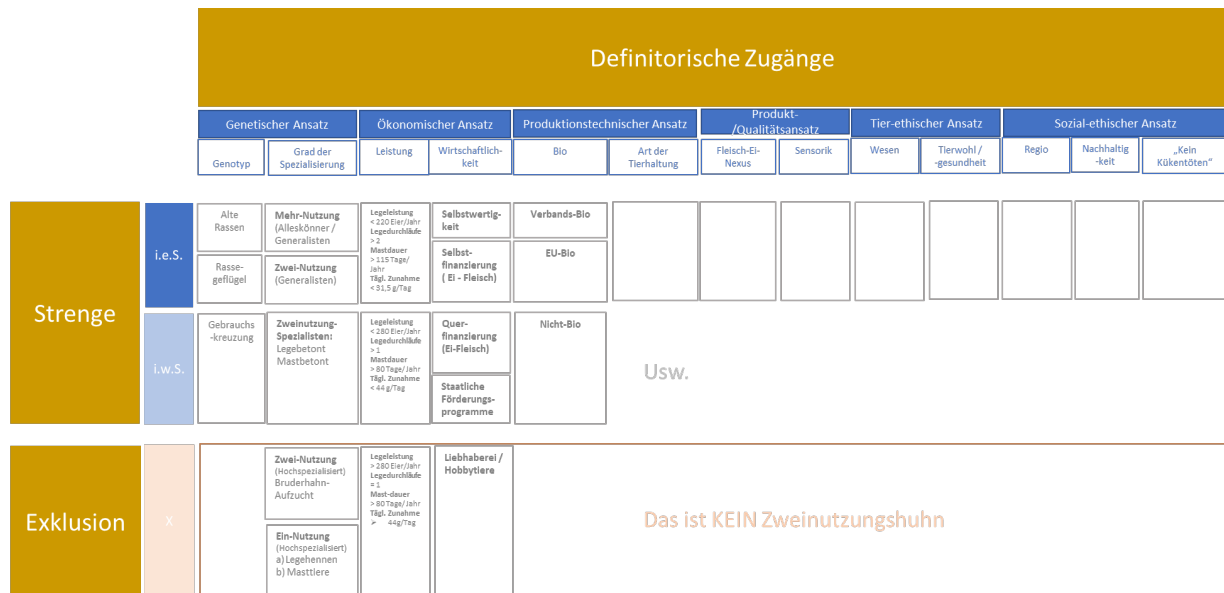 Definitorische Zugänge
Genetischer Ansatz
Ökonomischer Ansatz
Produktionstechnischer Ansatz
Produkt-
/Qualitätsansatz
Tier-ethischer Ansatz
Sozial-ethischer Ansatz
Genotyp
Grad der
Spezialisierung
Leistung
Wirtschaftlich-
keit
Bio
Art der
Tierhaltung
Fleisch-Ei-
Nexus
Sensorik
Wesen
Tierwohl /
-gesundheit
Regio
Nachhaltig
-keit
„Kein
Kükentöten“
Strenge
i.e.S.
Alte
Rassen
Rasse-
geflügel
Mehr-Nutzung
(Alleskönner /
Generalisten
Zwei-Nutzung
(Generalisten)
Legeleistung
< 220 Eier/Jahr
Legedurchläufe
> 2
Mastdauer
> 115 Tage/
Jahr
Tägl. Zunahme
< 31,5 g/Tag
Selbstwertig-
keit
Selbst-
finanzierung
( Ei - Fleisch)
Verbands-Bio
EU-Bio
i.w.S.
Gebrauchs
-kreuzung
Zweinutzung-
Spezialisten:
Legebetont
Mastbetont
Legeleistung
< 280 Eier/Jahr
Legedurchläufe
> 1
Mastdauer
> 80 Tage/ Jahr
Tägl. Zunahme
< 44 g/Tag
Quer-
finanzierung
(Ei-Fleisch)
Staatliche
Förderungs-
programme
Nicht-Bio
Usw.
Exklusion
X
Zwei-Nutzung
(Hochspezialisiert)
Bruderhahn-
Aufzucht
Ein-Nutzung
(Hochspezialisiert)
a) Legehennen
b) Masttiere
Legeleistung
> 280 Eier/Jahr
Legedurchläufe
= 1
Mast-dauer
> 80 Tage/ Jahr
Tägl. Zunahme
➢ 44g/Tag
Liebhaberei /
Hobbytiere
Das ist KEIN Zweinutzungshuhn